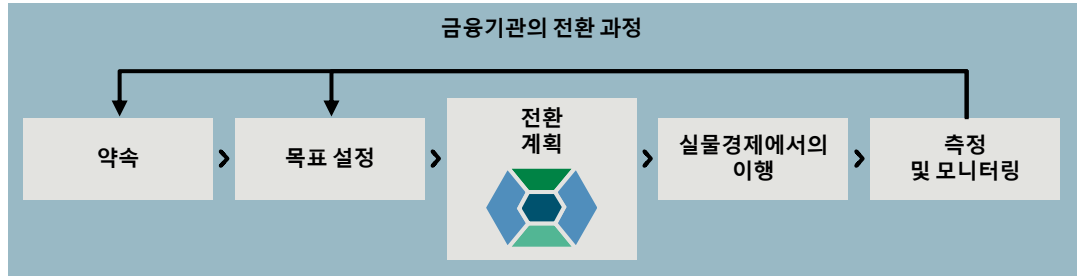 금융기관의 전환 과정
약속
목표 설정
전환
계획
실물경제에서의
이행
측정
및 모니터링